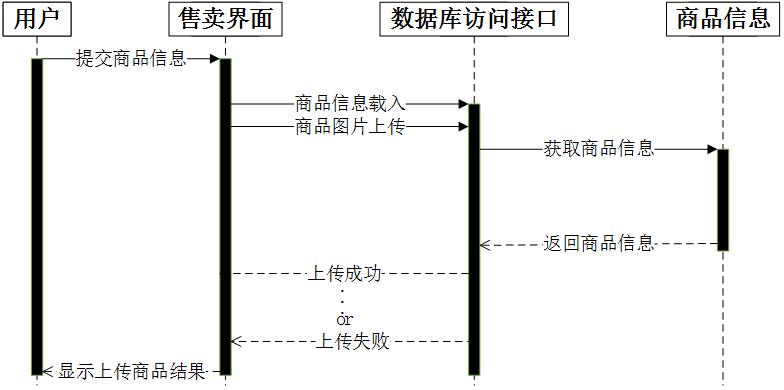 用户
售卖界面
数据库访问接口
商品信息
提交商品信息
商品信息载入
商品图片上传
获取商品信息
返回商品信息
上传成功
or
上传失败
显示上传商品结果